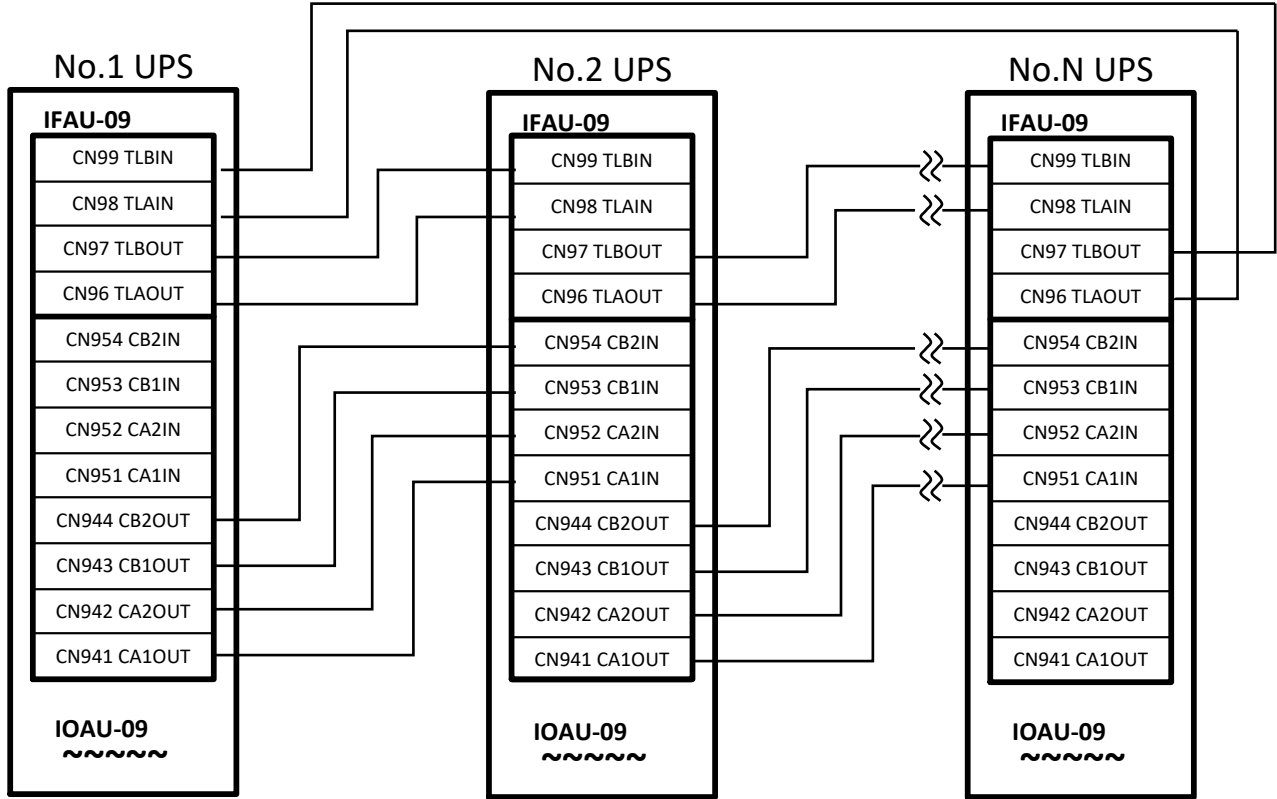 No.1 UPS
IFAU-09
CN99 TLBIN
CN98 TLAIN
CN97 TLBOUT
CN96 TLAOUT
CN954 CB2IN
CN953 CB1IN
CN952 CA2IN
CN951 CA1IN
CN944 CB2OUT
CN943 CB1OUT
CN942 CA2OUT
CN941 CA1OUT
IOAU-09
~~~~~
No.2 UPS
IFAU-09
CN99 TLBIN
CN98 TLAIN
CN97 TLBOUT
CN96 TLAOUT
CN954 CB2IN
CN953 CB1IN
CN952 CA2IN
CN951 CA1IN
CN944 CB2OUT
CN943 CB1OUT
CN942 CA2OUT
CN941 CA1OUT
IOAU-09
~~~~~
No.N UPS
IFAU-09
CN99 TLBIN
CN98 TLAIN
CN97 TLBOUT
CN96 TLAOUT
CN954 CB2IN
CN953 CB1IN
CN952 CA2IN
CN951 CA1IN
CN944 CB2OUT
CN943 CB1OUT
CN942 CA2OUT
CN941 CA1OUT
IOAU-09
~~~~~